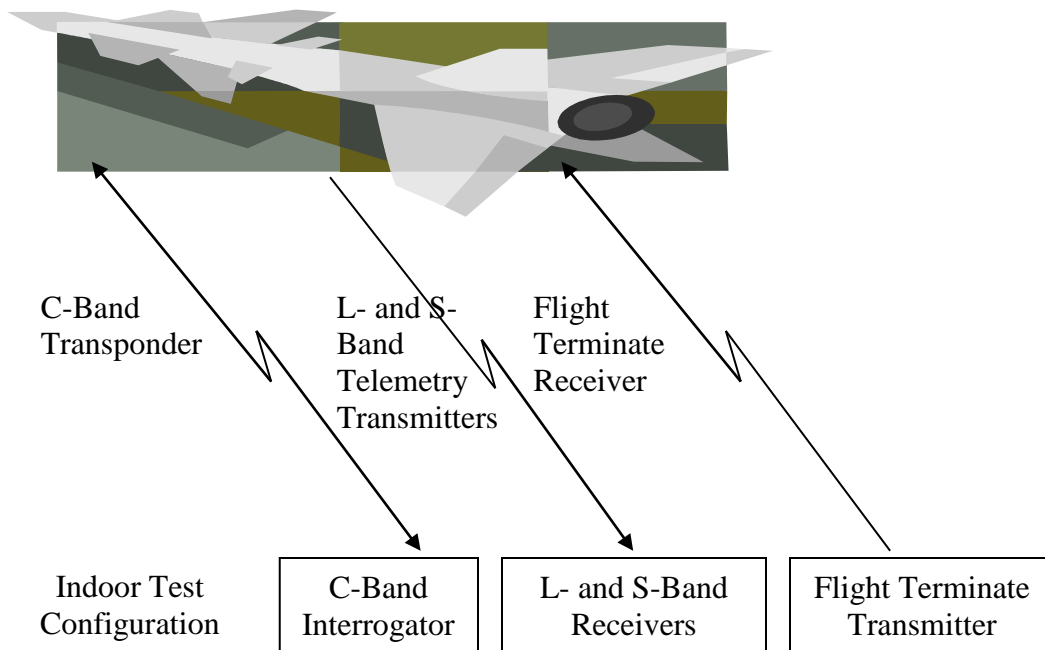 C-Band
Transponder
L- and S-
Band
Telemetry
Transmitters
Flight
Terminate
Receiver
Indoor Test
Configuration
C-Band
Interrogator
L- and S-Band
Receivers
Flight Terminate
Transmitter